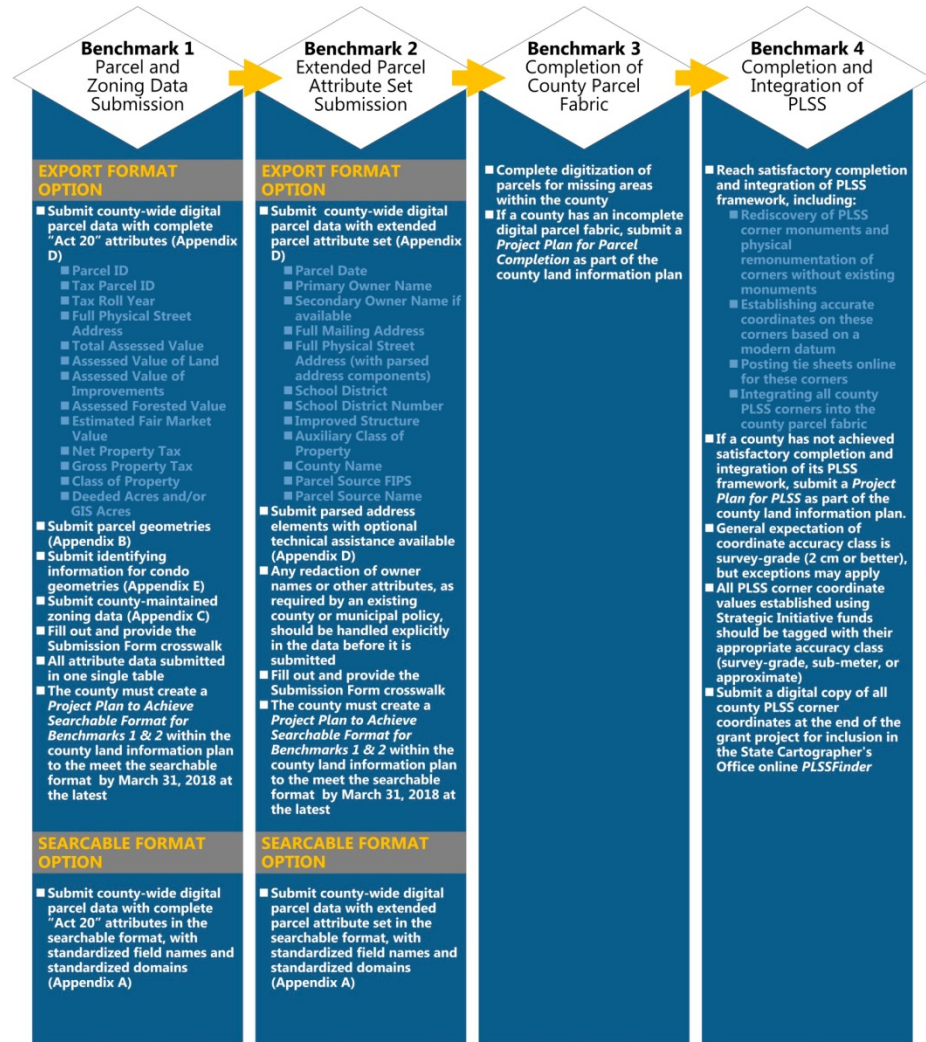 Benchmark 1
Parcel and
Zoning Data
Submission
EXPORT FORMAT
OPTION
■ Submit county-wide digital
parcel data with complete
“Act 20” attributes (Appendix
D)
■ Parcel ID
■ Tax Parcel ID
■ Tax Roll Year
■ Full Physical Street
Address
■ Total Assessed Value
■ Assessed Value of Land
■ Assessed Value of
Improvements
■ Assessed Forested Value
■ Estimated Fair Market
Value
■ Net Property Tax
■ Gross Property Tax
■ Class of Property
■ Deeded Acres and/or
GIS Acres
■ Submit parcel geometries
(Appendix B)
■ Submit identifying
information for condo
geometries (Appendix E)
■ Submit county-maintained
zoning data (Appendix C)
■ Fill out and provide the
Submission Form crosswalk
■ All attribute data submitted
in one single table
■ The county must create a
Project Plan to Achieve
Searchable Format for
Benchmarks 1 & 2 within the
county land information plan
to the meet the searchable
format by March 31, 2018 at
the latest
SEARCABLE FORMAT
OPTION
■ Submit county-wide digital
parcel data with complete
“Act 20” attributes in the
searchable format, with
standardized field names and
standardized domains
(Appendix A)
Benchmark 2
Extended Parcel
Attribute Set
Submission
EXPORT FORMAT
OPTION
■ Submit county-wide digital
parcel data with extended
parcel attribute set (Appendix
D)
■ Parcel Date
■ Primary Owner Name
■ Secondary Owner Name if
available
■ Full Mailing Address
■ Full Physical Street
Address (with parsed
address components)
■ School District
■ School District Number
■ Improved Structure
■ Auxiliary Class of
Property
■ County Name
■ Parcel Source FIPS
■ Parcel Source Name
■ Submit parsed address
elements with optional
technical assistance available
(Appendix D)
■ Any redaction of owner
names or other attributes, as
required by an existing
county or municipal policy,
should be handled explicitly
in the data before it is
submitted
■ Fill out and provide the
Submission Form crosswalk
■ The county must create a
Project Plan to Achieve
Searchable Format for
Benchmarks 1 & 2 within the
county land information plan
to the meet the searchable
format by March 31, 2018 at
the latest
SEARCABLE FORMAT
OPTION
■ Submit county-wide digital
parcel data with extended
parcel attribute set in the
searchable format, with
standardized field names and
standardized domains
(Appendix A)
Benchmark 3
Completion of
County Parcel
Fabric
■ Complete digitization of
parcels for missing areas
within the county
■ If a county has an incomplete
digital parcel fabric, submit a
Project Plan for Parcel
Completion as part of the
county land information plan
Benchmark 4
Completion and
Integration of
PLSS
■ Reach satisfactory completion
and integration of PLSS
framework, including:
■ Rediscovery of PLSS
corner monuments and
physical
remonumentation of
corners without existing
monuments
■ Establishing accurate
coordinates on these
corners based on a
modern datum
■ Posting tie sheets online
for these corners
■ Integrating all county
PLSS corners into the
county parcel fabric
■ If a county has not achieved
satisfactory completion and
integration of its PLSS
framework, submit a Project
Plan for PLSS as part of the
county land information plan.
■ General expectation of
coordinate accuracy class is
survey-grade (2 cm or better),
but exceptions may apply
■ All PLSS corner coordinate
values established using
Strategic Initiative funds
should be tagged with their
appropriate accuracy class
(survey-grade, sub-meter, or
approximate)
■ Submit a digital copy of all
county PLSS corner
coordinates at the end of the
grant project for inclusion in
the State Cartographer's
Office online PLSSFinder